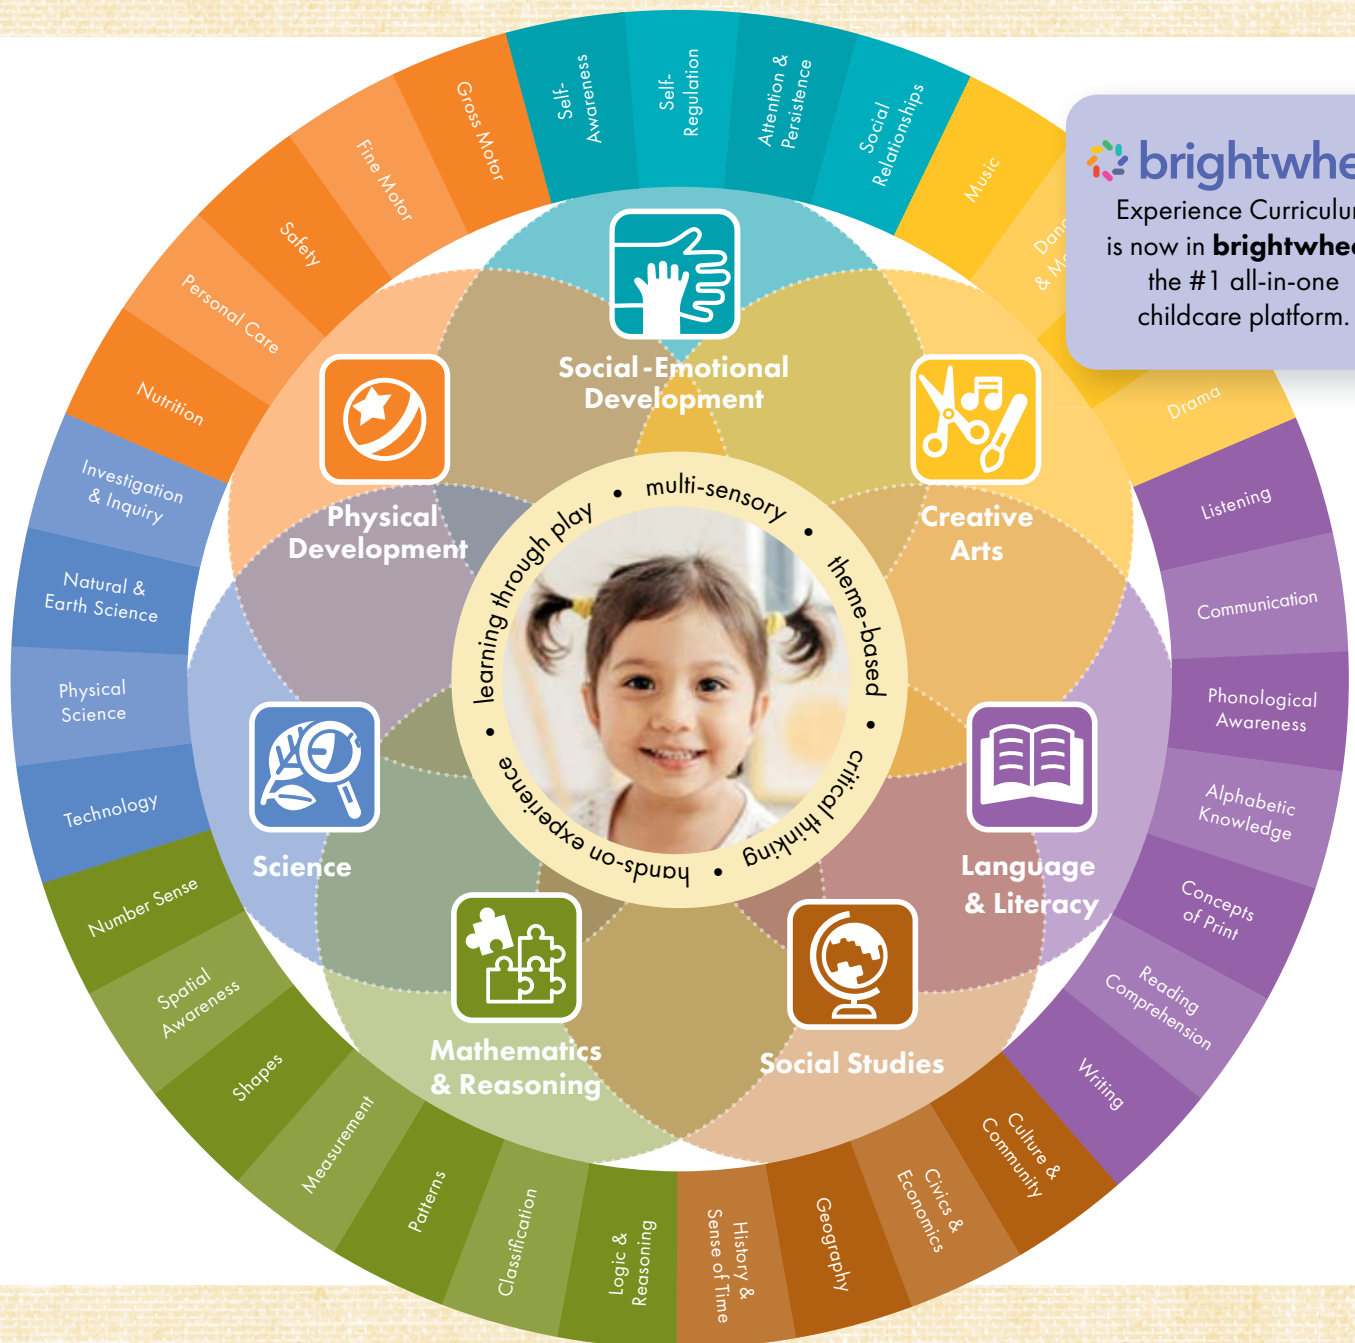 Self-
Awareness
Self-
Regulation
Attention &
Persistence
Social
Relationships
Music
& 
Drama
Listening
Communication
Phonological
Awareness
Alphabetic
Knowledge
Concepts
of Print
Reading
Comprehension
Writing
Culture &
Community
Civics &
Economics
Geography
History &
Sense of Time
Logic &
Reasoning
Classification
Patterns
Measurement
Shapes
Spatial
Awareness
Number Sense
Technology
Physical
Science
Natural &
Earth Science
Investigation
& Inquiry
Nutrition
Personal Care
Safety
Fine Motor
Gross Motor
Experience
is now in
the #1 all-in-one
childcare platform.
Social-Emotional
Development
Creative
Arts
Language
& Literacy
Social Studies
Mathematics
& Reasoning
Science
Physical
Development
learning through play • multi-sensory • theme-based • critical thinking • hands-on experience •